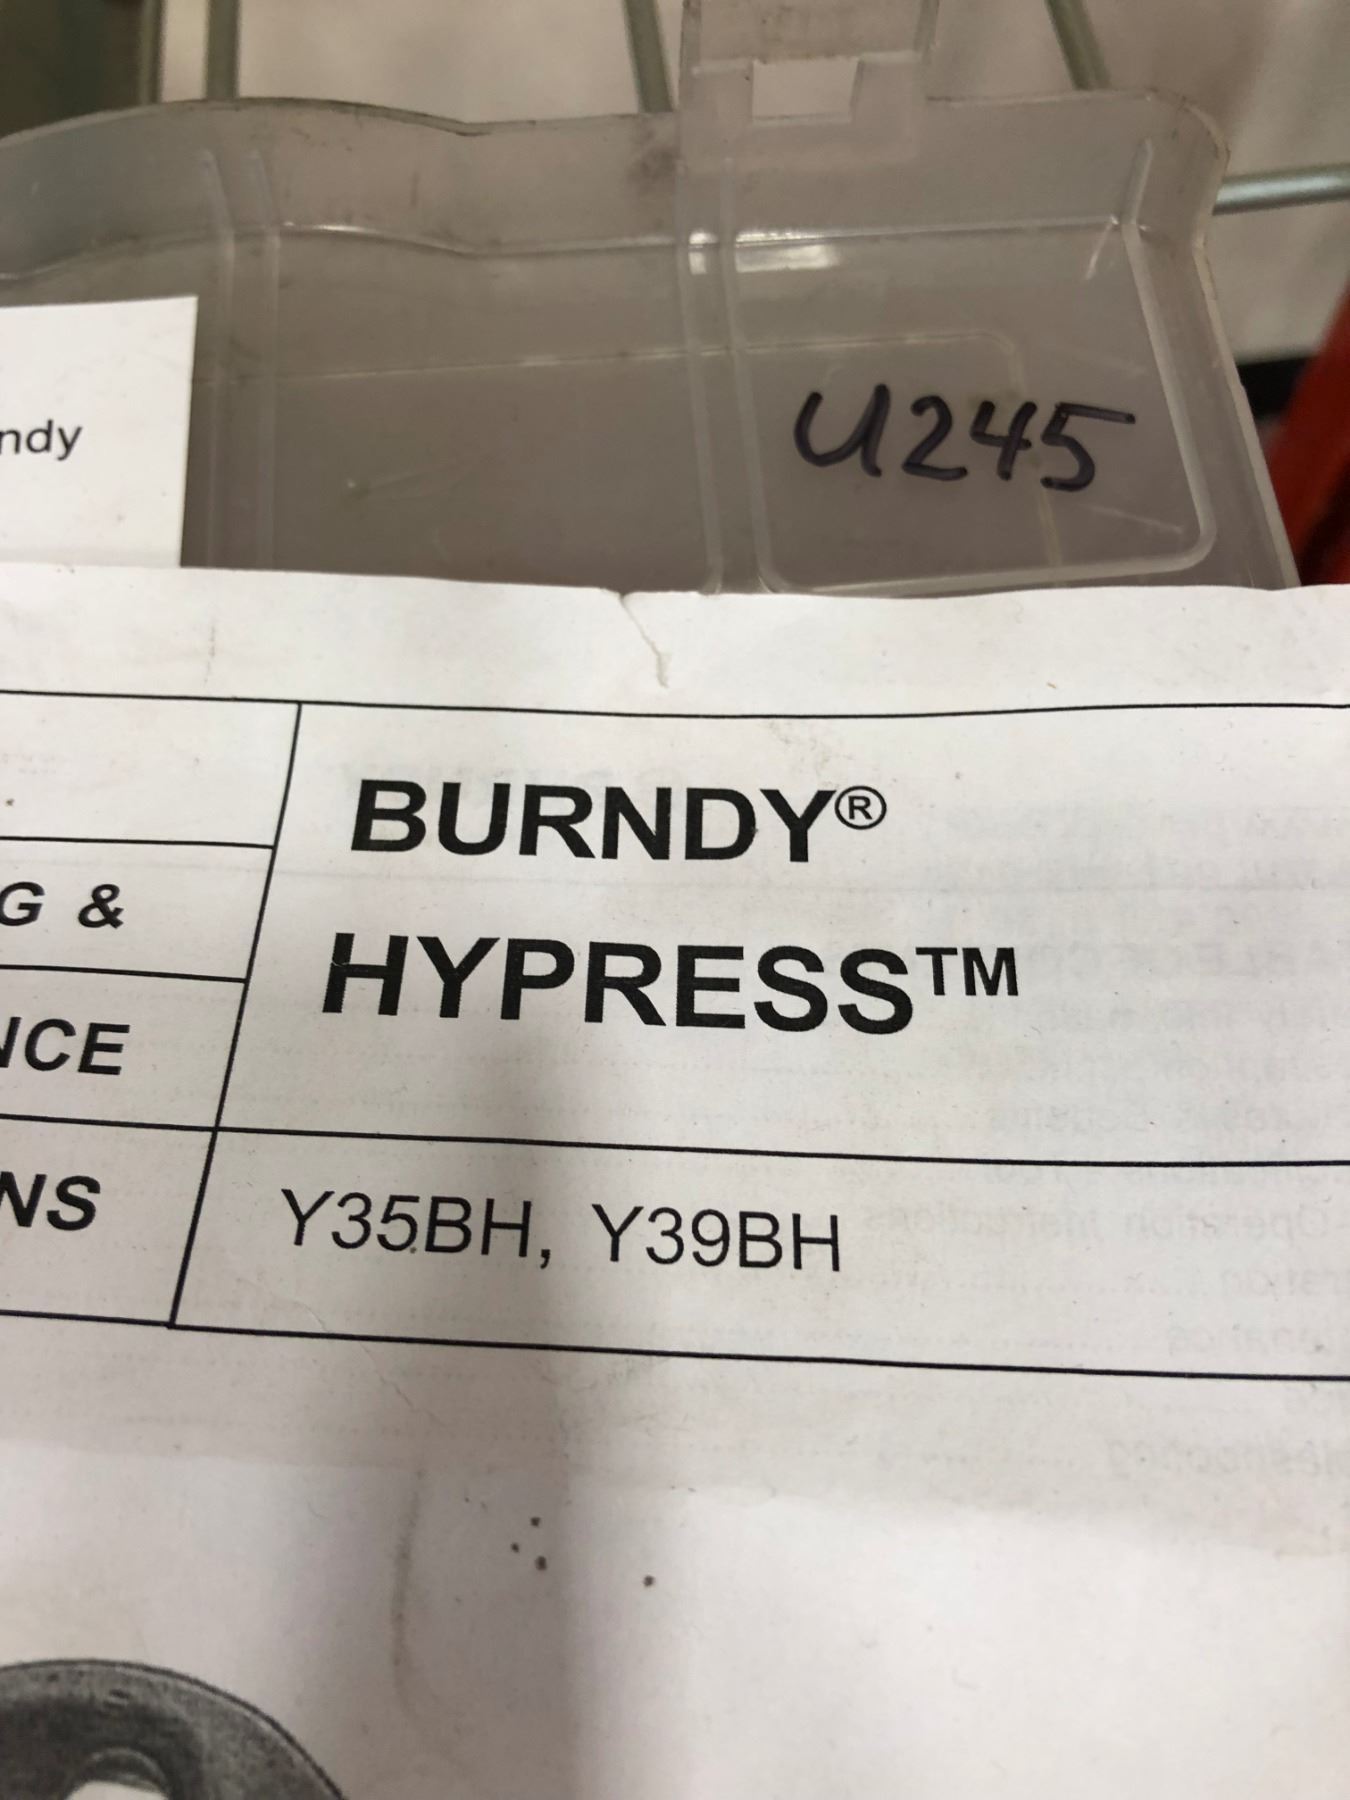 U245
ndy
BURNDY®
HYPRESS™
G &
NCE
NS
Y35BH, Y39BH